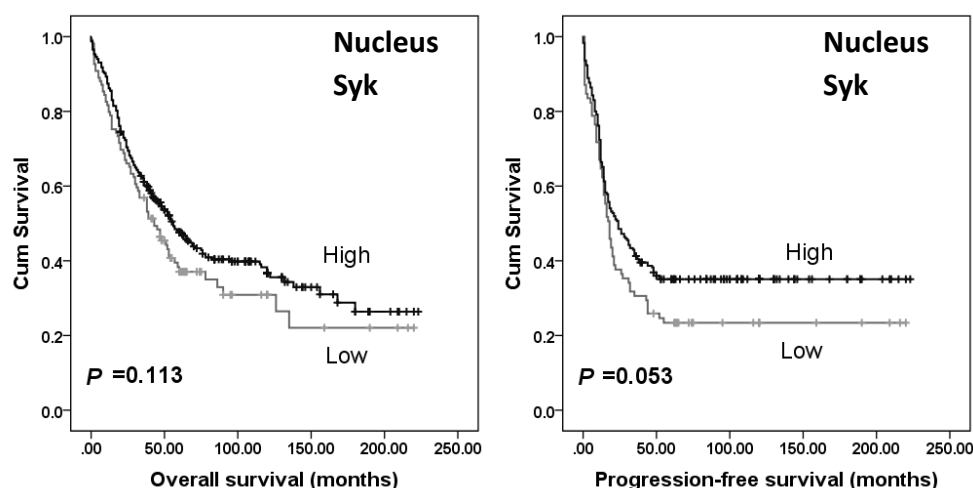 Nucleus
Syk
1.0
0.8
0.6
0.4
0.2
0.0
Cum Survival
High
Low
P =0.113
.00 50.00 100.00 150.00 200.00 250.00
Overall survival (months)
Nucleus
Syk
1.0
0.8
0.6
0.4
0.2
0.0
Cum Survival
High
Low
P =0.053
.00 50.00 100.00 150.00 200.00 250.00
Progression-free survival (months)